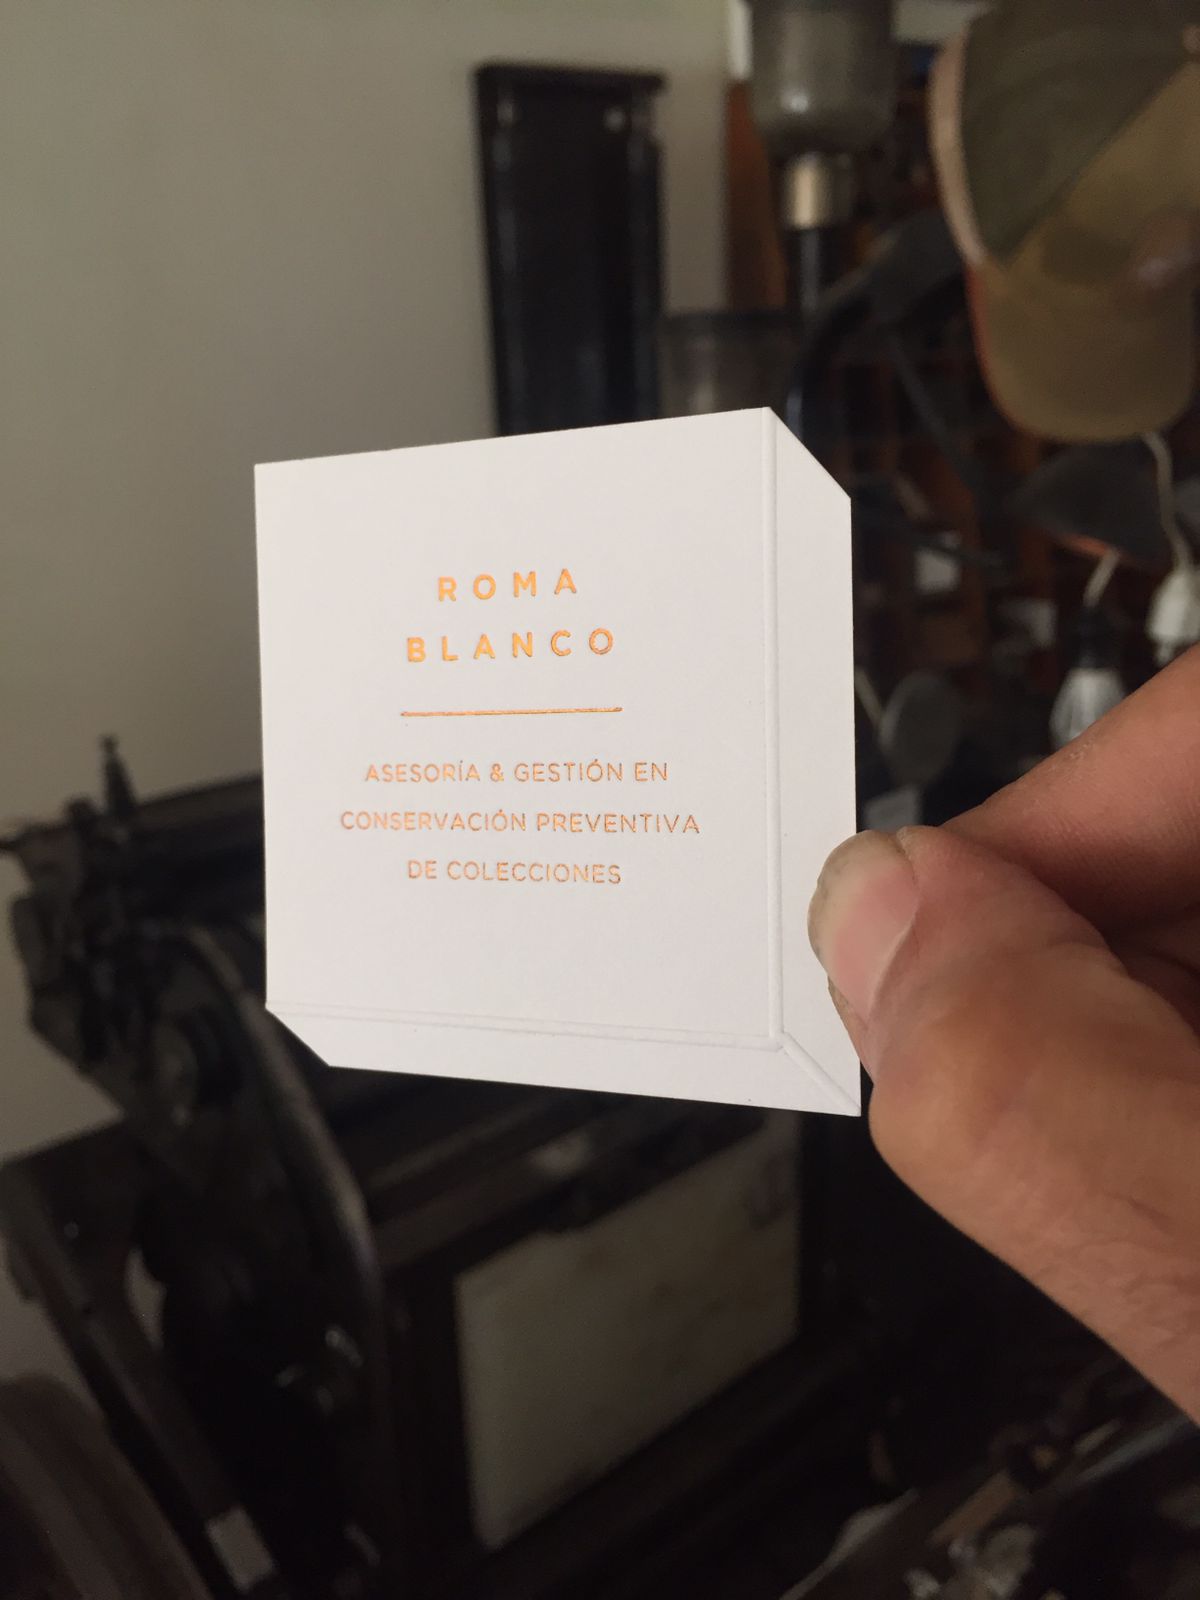 ROMA
BLANCO
ASESORÍA & GESTIÓN EN
CONSERVACIÓN PREVENTIVA
DE COLECCIONES